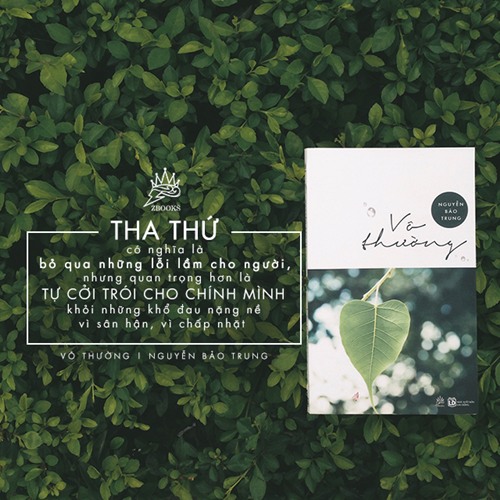 ZBOOKS
THA THỨ
có nghĩa là
bỏ qua những lỗi lầm cho người,
nhưng quan trọng hơn là
TỰ CỞI TRÓI CHO CHÍNH MÌNH
khỏi những khổ đau nặng nề
vì sân hận, vì chấp nhặt
VÔ THƯỜNG | NGUYỄN BẢO TRUNG
NGUYỄN
BẢO
TRUNG
Vô
thường